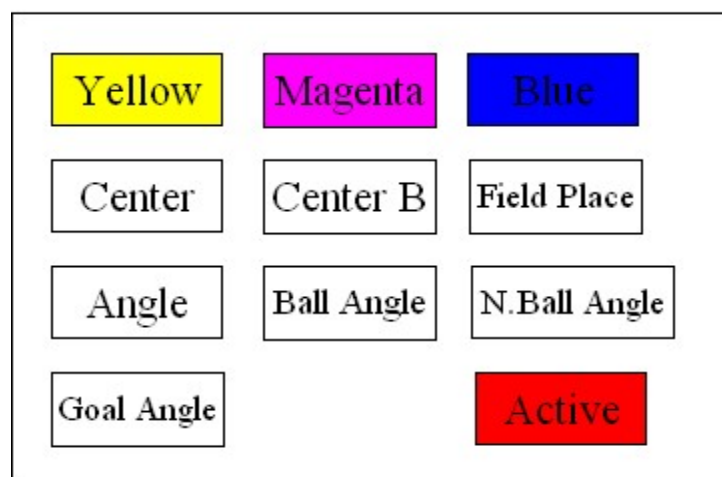 Yellow Magenta Blue
Center Center B Field Place
Angle Ball Angle N.Ball Angle
Goal Angle Active